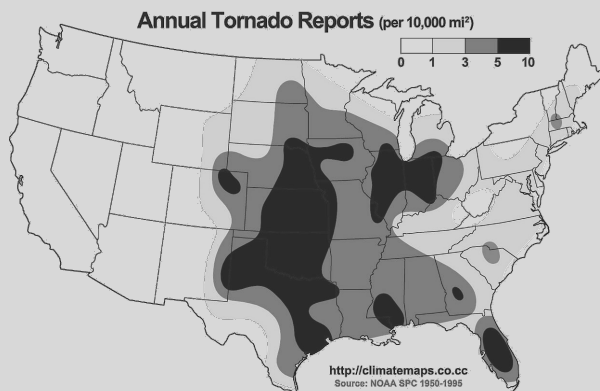 Annual Tornado Reports (per 10,000 mi²)
0 1 3 5 10
http://climatemaps.co.cc
Source: NOAA SPC 1950-1995